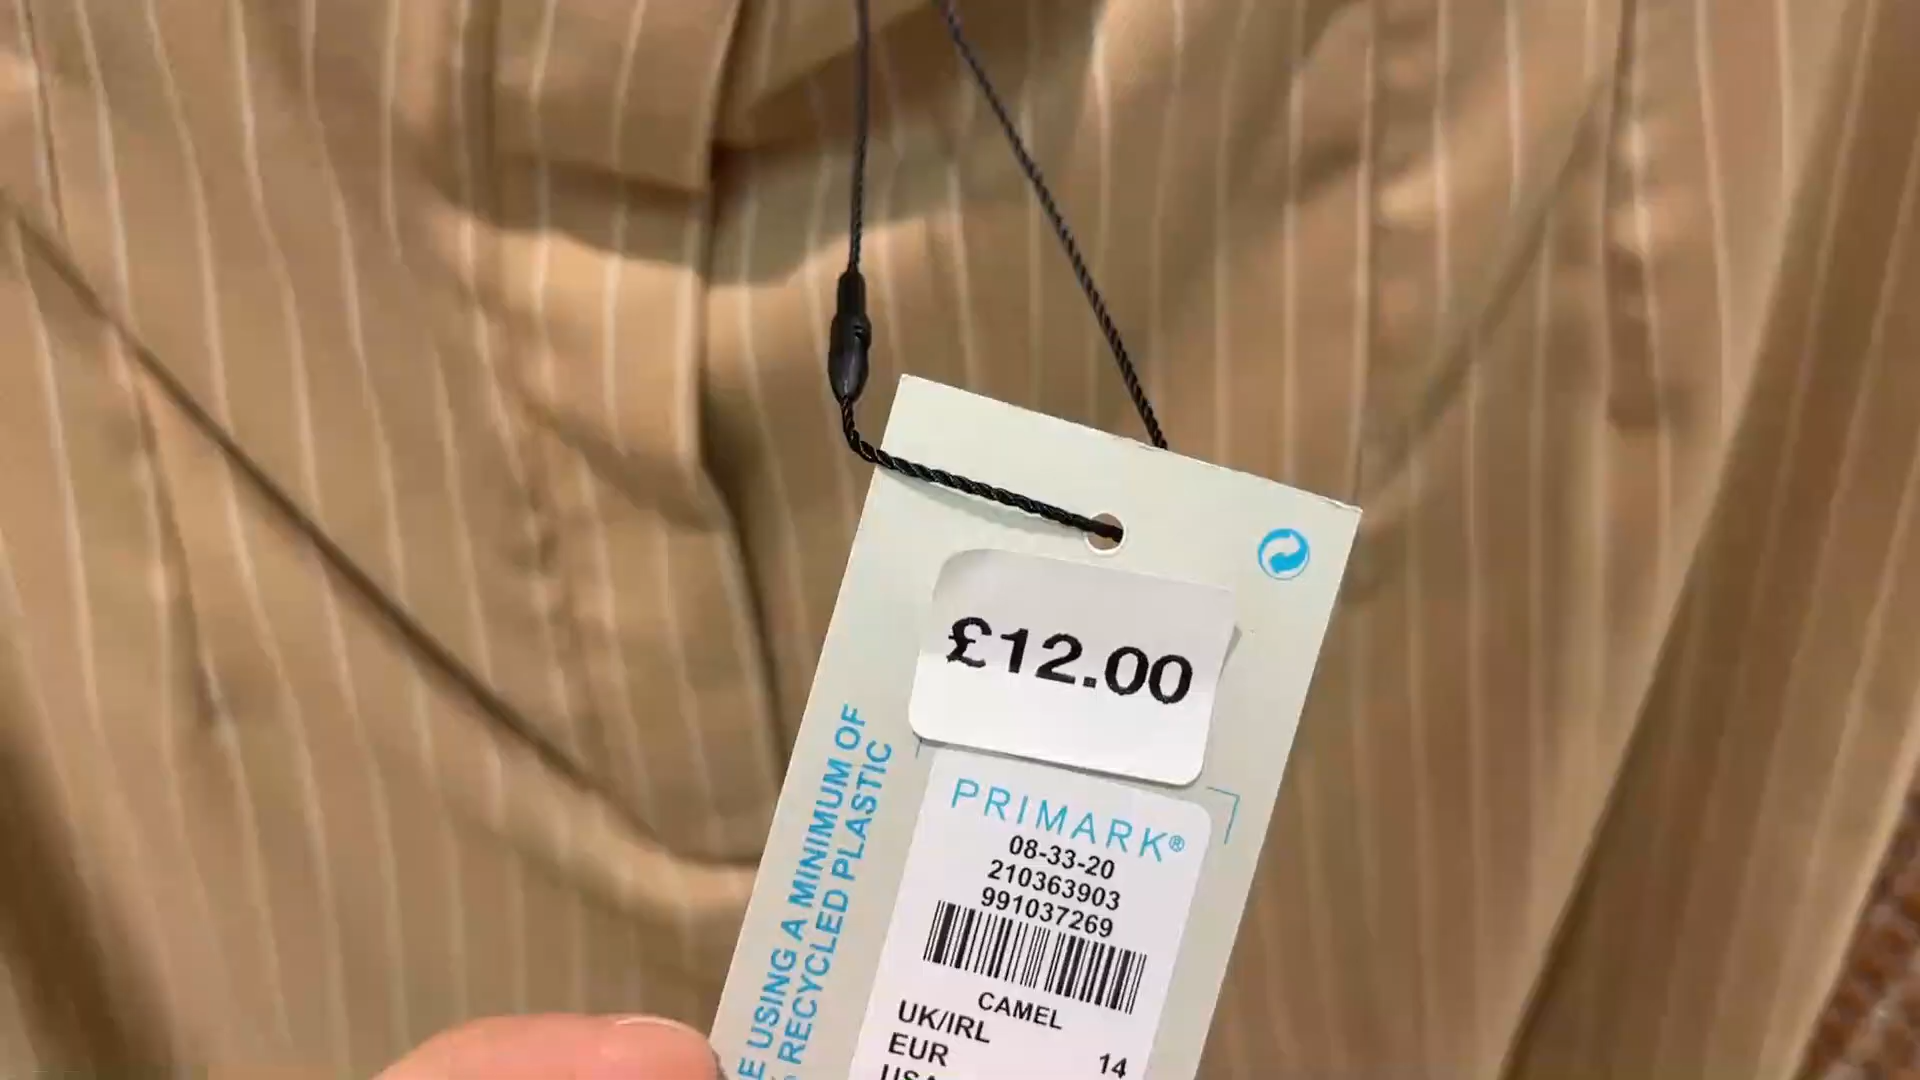 £12.00
PRIMARK®
08-33-20
210363903
991037269
CAMEL
UK/IRL 14
EUR
USING A MINIMUM OF
RECYCLED PLASTIC